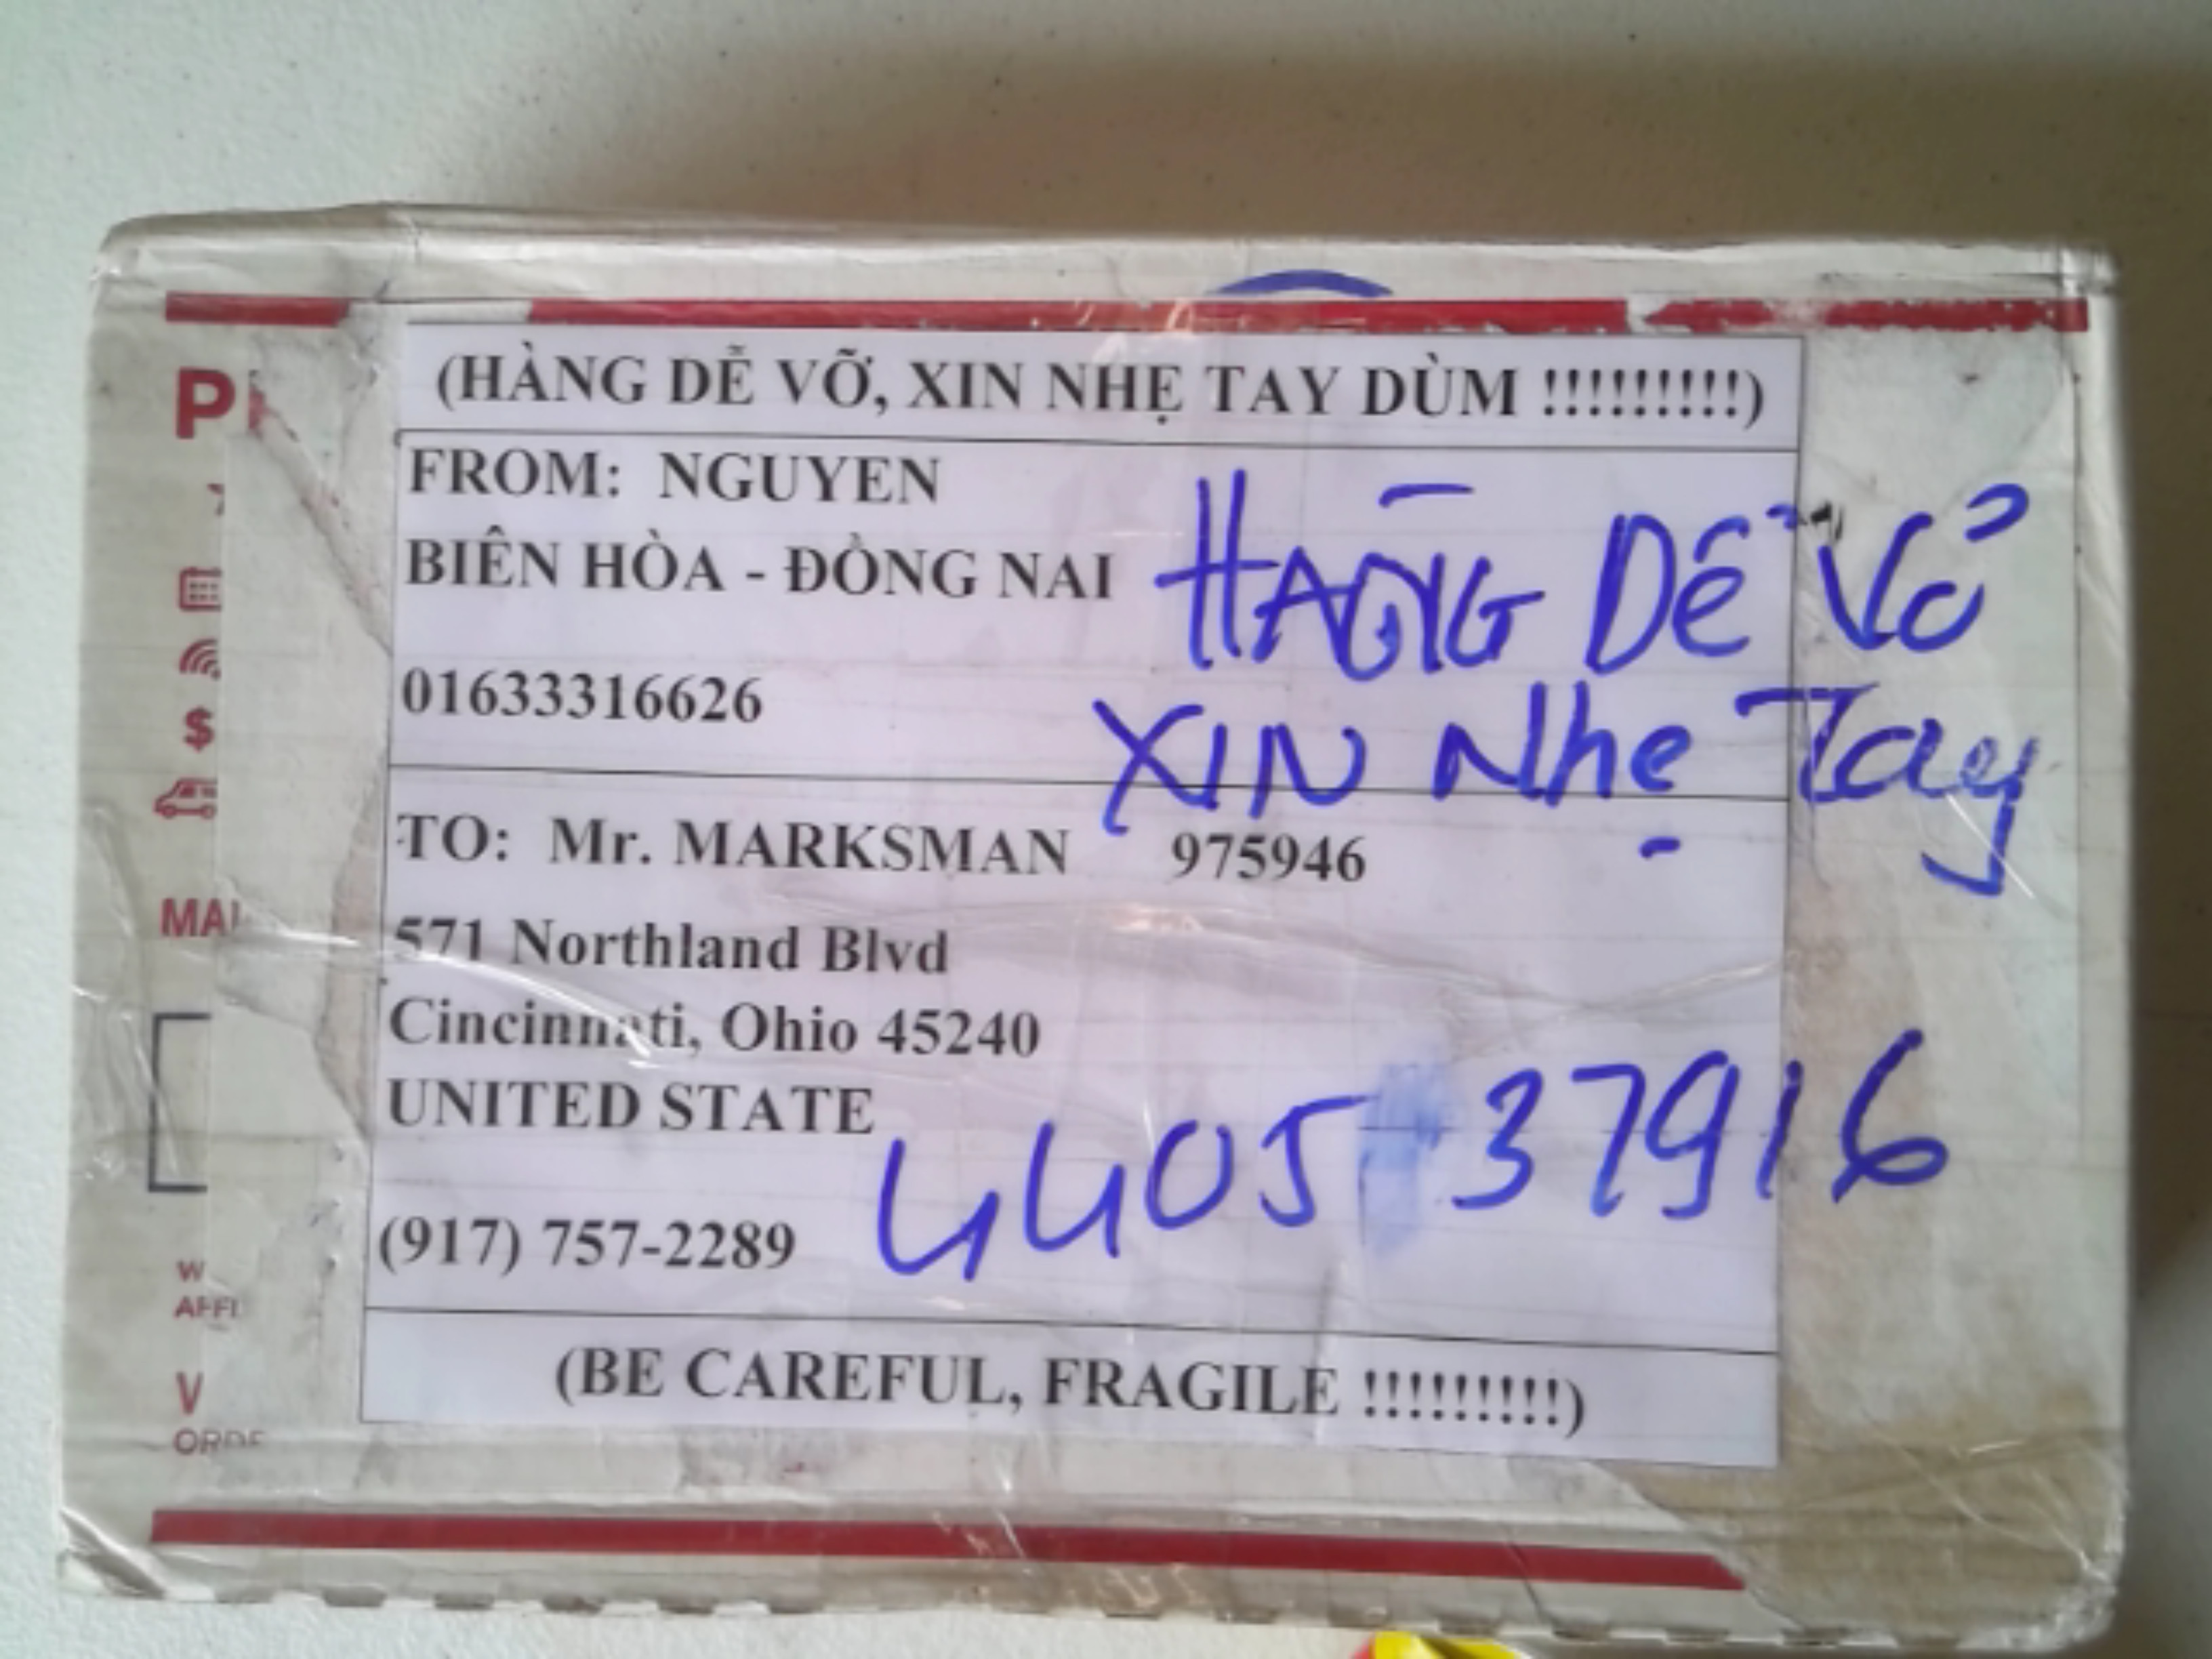 (HÀNG DỄ VỠ, XIN NHẸ TAY DÙM !!!!!!!!!)
FROM: NGUYEN
BIÊN HÒA - ĐỒNG NAI
01633316626
HÀNG Dễ Vỡ
XIN Nhẹ Tay
TO: Mr. MARKSMAN 975946
571 Northland Blvd
Cincinnati, Ohio 45240
UNITED STATE
(917) 757-2289
4405 37916
(BE CAREFUL, FRAGILE !!!!!!!!!)
$